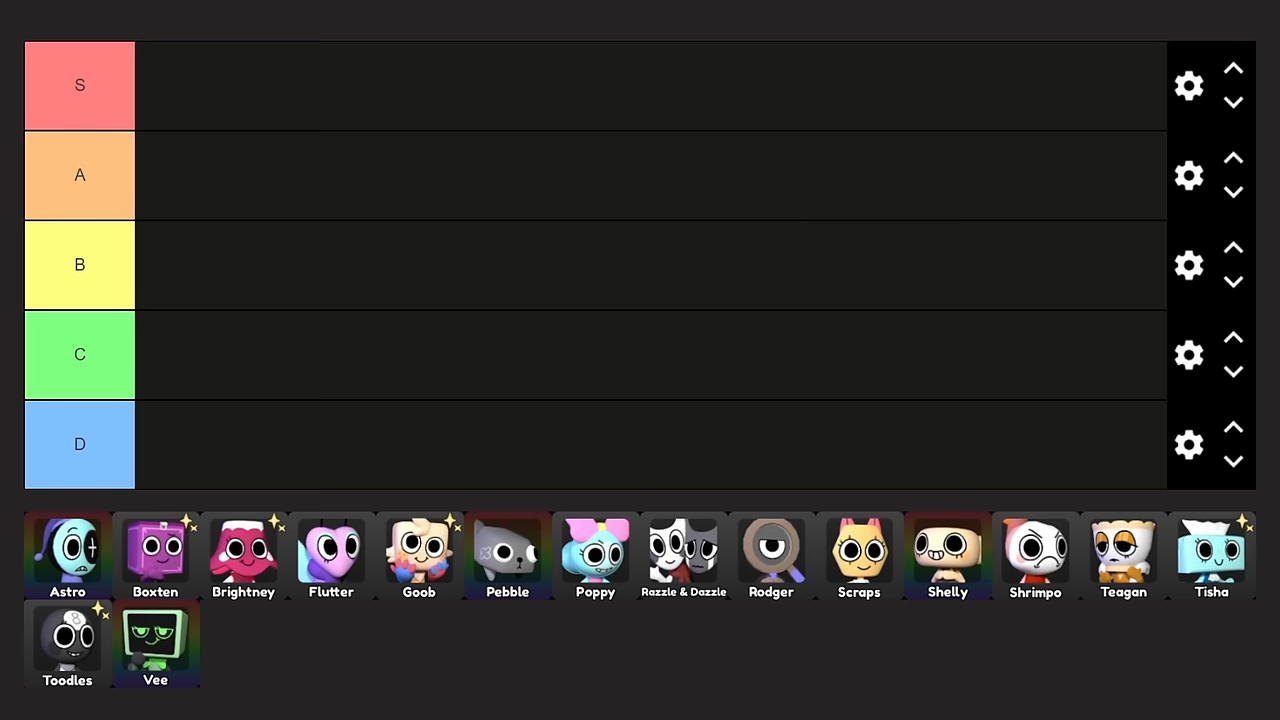 S
A
B
C
D
Astro Boxten Brightney Flutter Goob Pebble Poppy Razzle & Dazzle Rodger Scraps Shelly Shrimpo Teagan Tisha
Toodles Vee